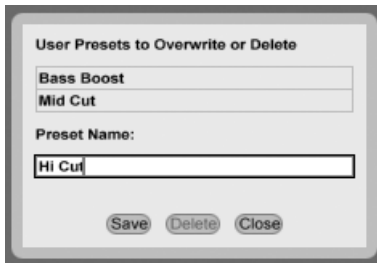 User Presets to Overwrite or Delete
Bass Boost
Mid Cut
Preset Name:
Hi Cut
Save Delete Close